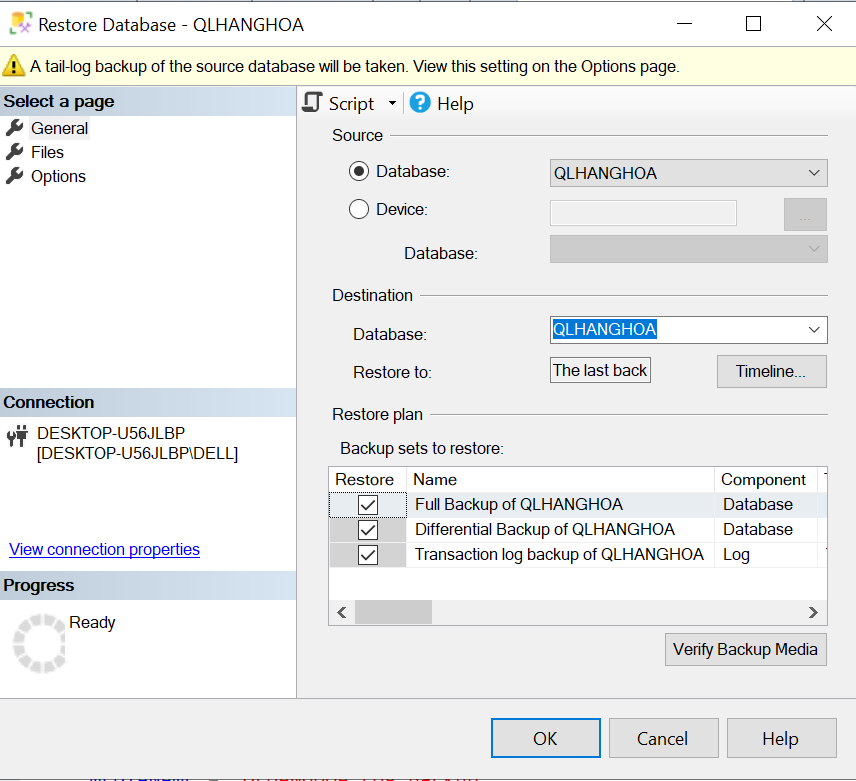 Restore Database - QLHANGHOA
A tail-log backup of the source database will be taken. View this setting on the Options page.
Select a page
General
Files
Options
Script
Help
Source
Database:
QLHANGHOA
Device:
...
Database:
Destination
Database:
QLHANGHOA
Restore to:
The last back
Timeline...
Restore plan
Backup sets to restore:
Restore Name Component
Full Backup of QLHANGHOA Database
Differential Backup of QLHANGHOA Database
Transaction log backup of QLHANGHOA Log
Verify Backup Media
Connection
DESKTOP-U56JLBP
[DESKTOP-U56JLBP\DELL]
View connection properties
Progress
Ready
OK
Cancel
Help